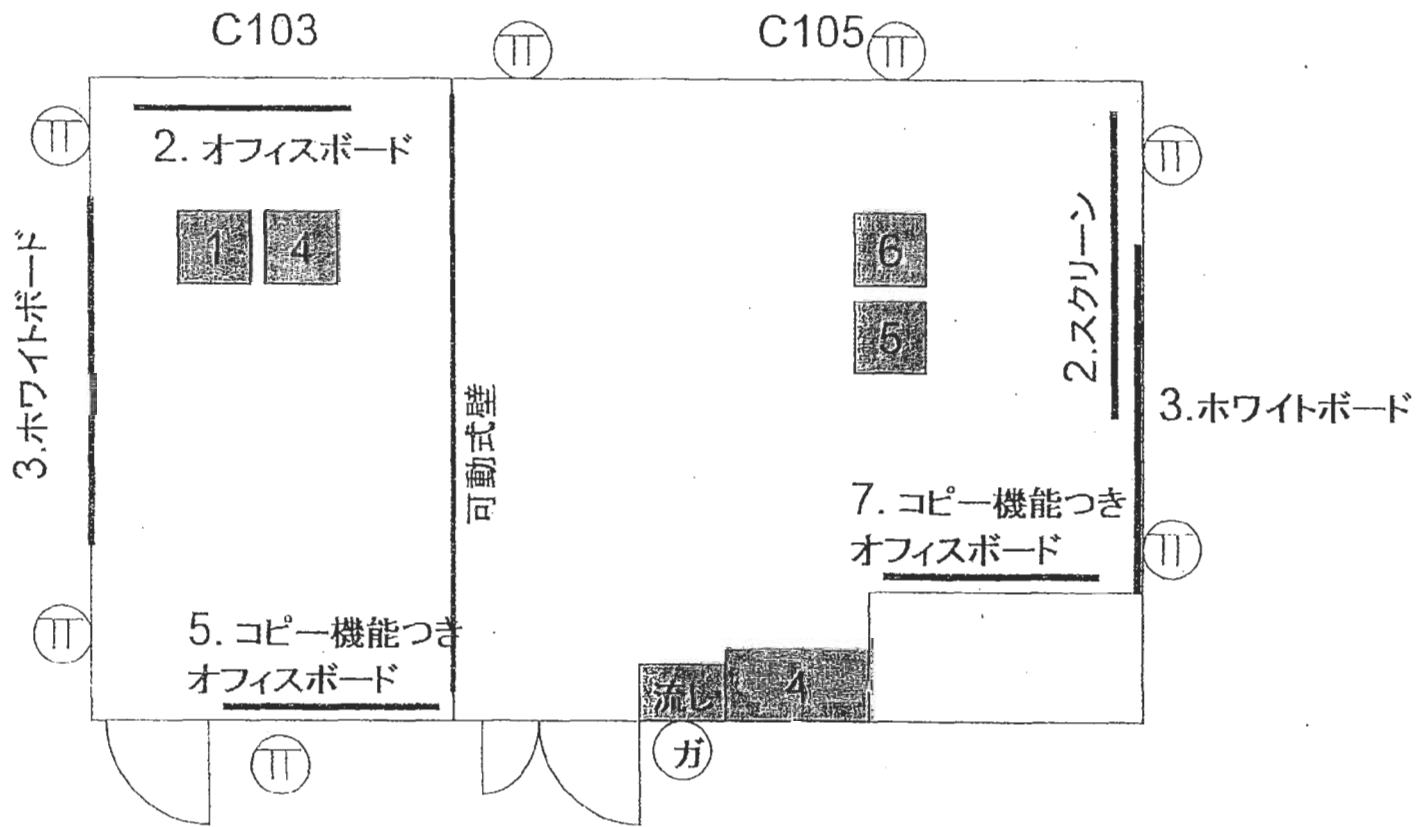 C103
C105
2. オフィスボード
1
4
3.ホワイトボード
可動式壁
5. コピー機能つき
オフィスボード
6
5
2.スクリーン
3.ホワイトボード
7. コピー機能つき
オフィスボード
流し
4
ガ